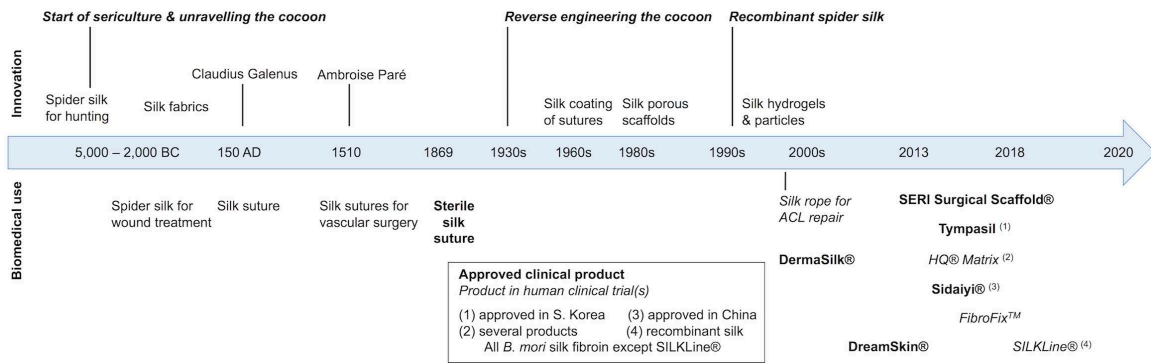 Start of sericulture & unravelling the cocoon
Reverse engineering the cocoon
Recombinant spider silk
Innovation
Claudius Galenus
Ambroise Paré
Spider silk
for hunting
Silk fabrics
Silk coating
of sutures
Silk porous
scaffolds
Silk hydrogels
& particles
5,000 – 2,000 BC
150 AD
1510
1869
1930s
1960s
1980s
1990s
2000s
2013
2018
2020
Biomedical use
Spider silk for
wound treatment
Silk suture
Silk sutures for
vascular surgery
Sterile
silk
suture
Silk rope for
ACL repair
SERI Surgical Scaffold®
Tympasil (1)
DermaSilk®
HQ® Matrix (2)
Sidaiyi® (3)
FibroFix™
DreamSkin®
SILKLine® (4)
Approved clinical product
Product in human clinical trial(s)
(1) approved in S. Korea (3) approved in China
(2) several products (4) recombinant silk
All B. mori silk fibroin except SILKLine®